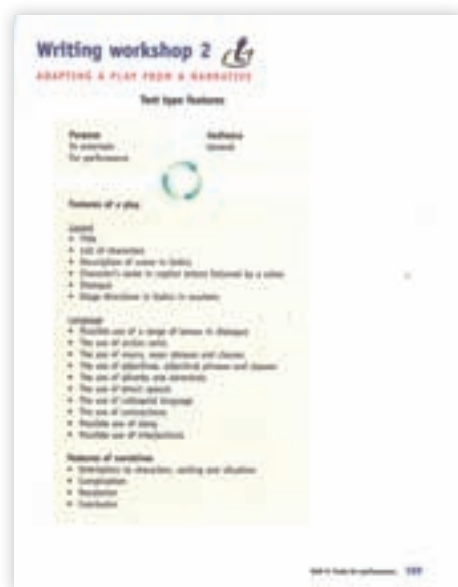 Writing workshop 2
ADAPTING A PLAY FROM A NARRATIVE
Text type features
Purpose
Audience
To entertain
General
For performance
Features of a play
Layout
• Title
• List of characters
• Description of scene in italics
• Character's name in capital letters followed by a colon
• Dialogue
• Stage directions in italics in brackets
Language
• Possible use of a range of tenses in dialogue
• The use of action verbs
• The use of nouns, noun phrases and clauses
• The use of adjectives, adjectival phrases and clauses
• The use of adverbs and
• The use of direct speech
• The use of colloquial language
• The use of contractions
• Possible use of slang
• Possible use of interjections
Features of narratives
• Orientation to characters, setting and situation
• Complication
• Resolution
• Conclusion
for performance 109